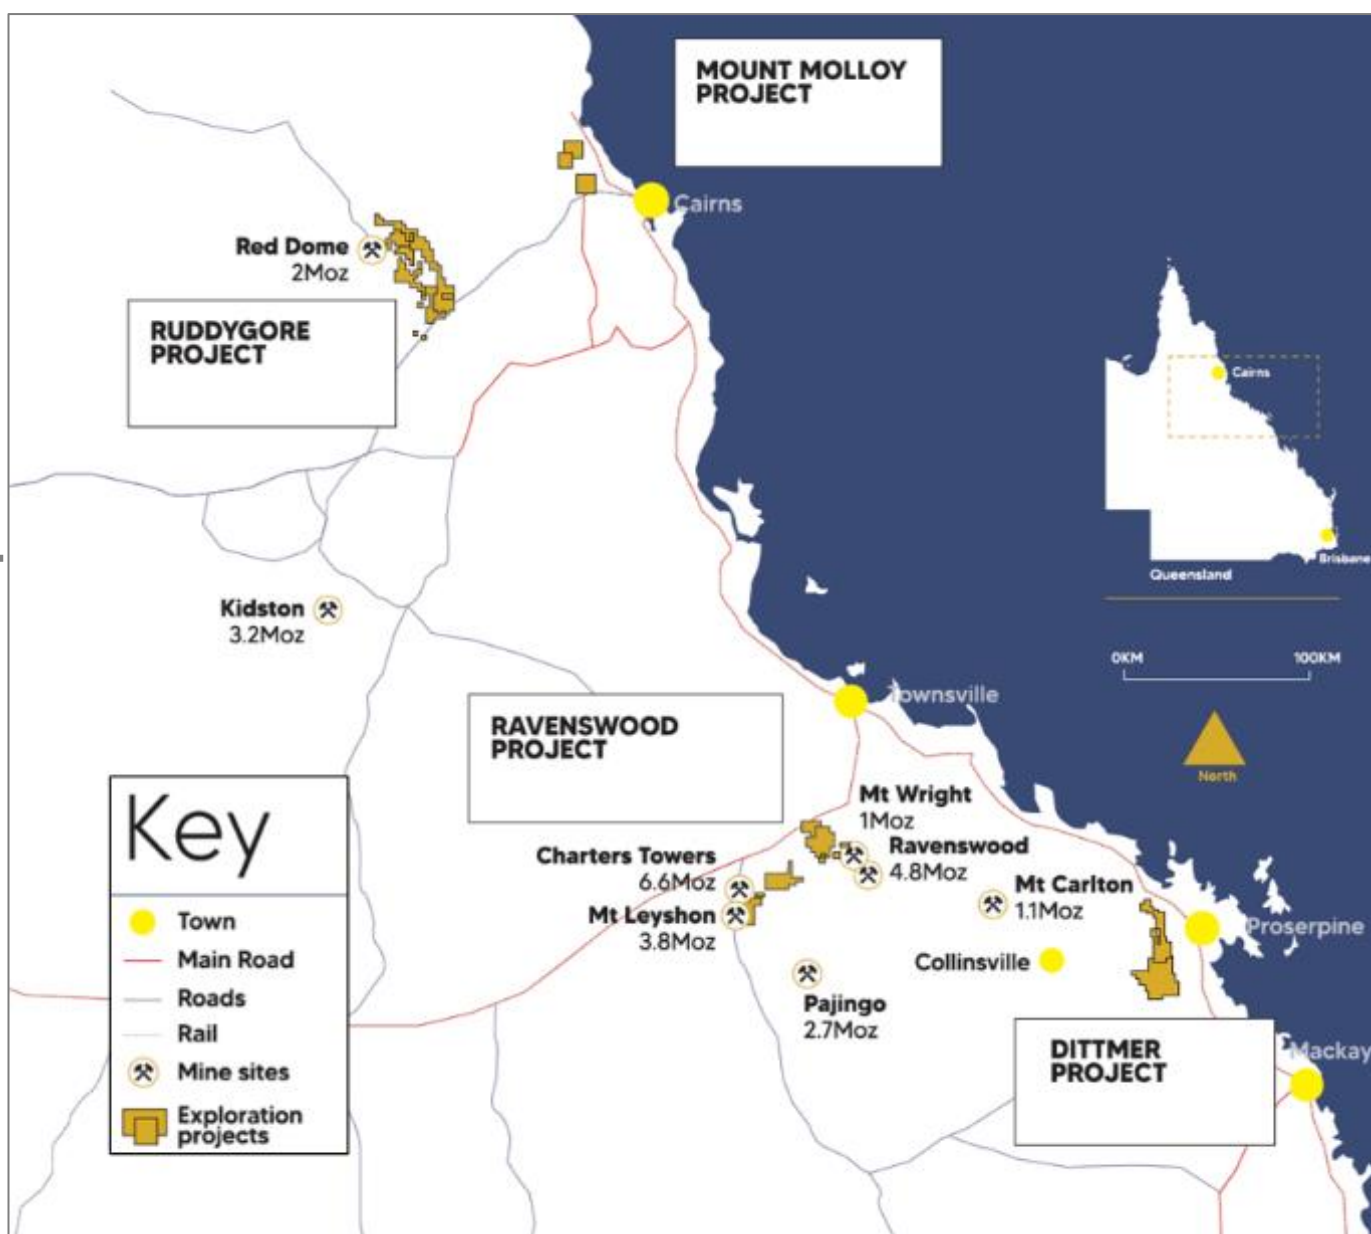 MOUNT MOLLOY
PROJECT
Cairns
Red Dome
2Moz
RUDDYGORE
PROJECT
Cairns
Brisbane
Queensland
Kidston
3.2Moz
0KM
100KM
Townsville
North
RAVENSWOOD
PROJECT
Mt Wright
1Moz
Ravenswood
4.8Moz
Charters Towers
6.6Moz
Mt Leyshon
3.8Moz
Mt Carlton
1.1Moz
Proserpine
Collinsville
Pajingo
2.7Moz
DITTMER
PROJECT
Mackay
Key
Town
Main Road
Roads
Rail
Mine sites
Exploration
projects